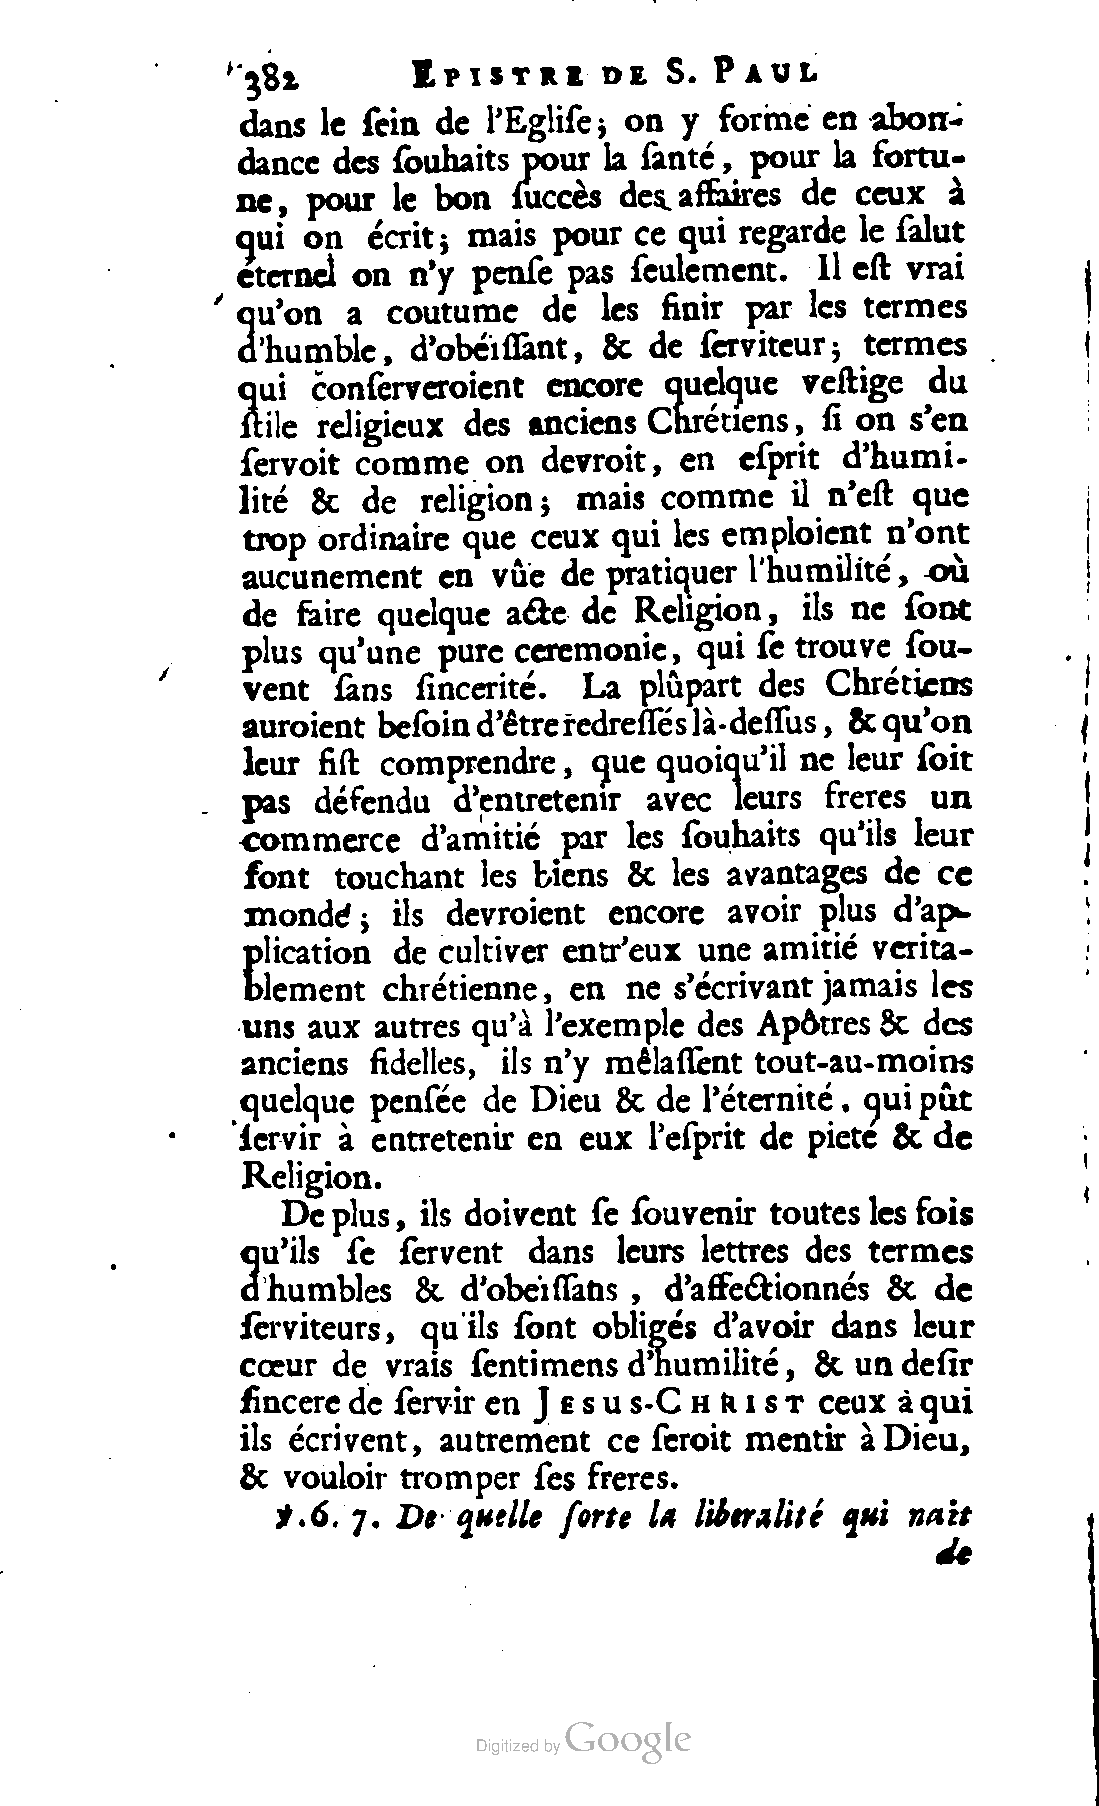 382 EPISTRE DE S. PAUL
dans le ſein de l'Egliſe; on y forme en abon-
dance des ſouhaits pour la ſanté, pour la fortu-
ne, pour le bon ſuccès des affaires de ceux à
qui on écrit; mais pour ce qui regarde le ſalut
éternel on n'y penſe pas ſeulement. Il eſt vrai
qu'on a coutume de les finir par les termes
d'humble, d'obéïſſant, & de ſerviteur; termes
qui conſerveroient encore quelque veſtige du
ſtile religieux des anciens Chrétiens, ſi on s'en
ſervoit comme on devroit, en eſprit d'humi-
lité & de religion; mais comme il n'eſt que
trop ordinaire que ceux qui les emploient n'ont
aucunement en vûe de pratiquer l'humilité, où
de faire quelque acte de Religion, ils ne ſont
plus qu'une pure ceremonie, qui ſe trouve ſou-
vent ſans ſincerité. La plûpart des Chrétiens
auroient beſoin d'être redreſſés là-deſſus, & qu'on
leur fiſt comprendre, que quoiqu'il ne leur ſoit
pas défendu d'entretenir avec leurs freres un
commerce d'amitié par les ſouhaits qu'ils leur
font touchant les biens & les avantages de ce
monde; ils devroient encore avoir plus d'ap-
plication de cultiver entr'eux une amitié verita-
blement chrétienne, en ne s'écrivant jamais les
uns aux autres qu'à l'exemple des Apôtres & des
anciens fidelles, ils n'y mêlaſſent tout-au-moins
quelque penſée de Dieu & de l'éternité, qui pût
ſervir à entretenir en eux l'eſprit de pieté & de
Religion.
De plus, ils doivent ſe ſouvenir toutes les fois
qu'ils ſe ſervent dans leurs lettres des termes
d'humbles & d'obéïſſans, d'affectionnés & de
ſerviteurs, qu'ils ſont obligés d'avoir dans leur
cœur de vrais ſentimens d'humilité, & un deſir
ſincere de ſervir en JESUS-CHRIST ceux à qui
ils écrivent, autrement ce ſeroit mentir à Dieu,
& vouloir tromper ſes freres.
℣.6. 7. De quelle ſorte la liberalité qui nait
de
Digitized by Google